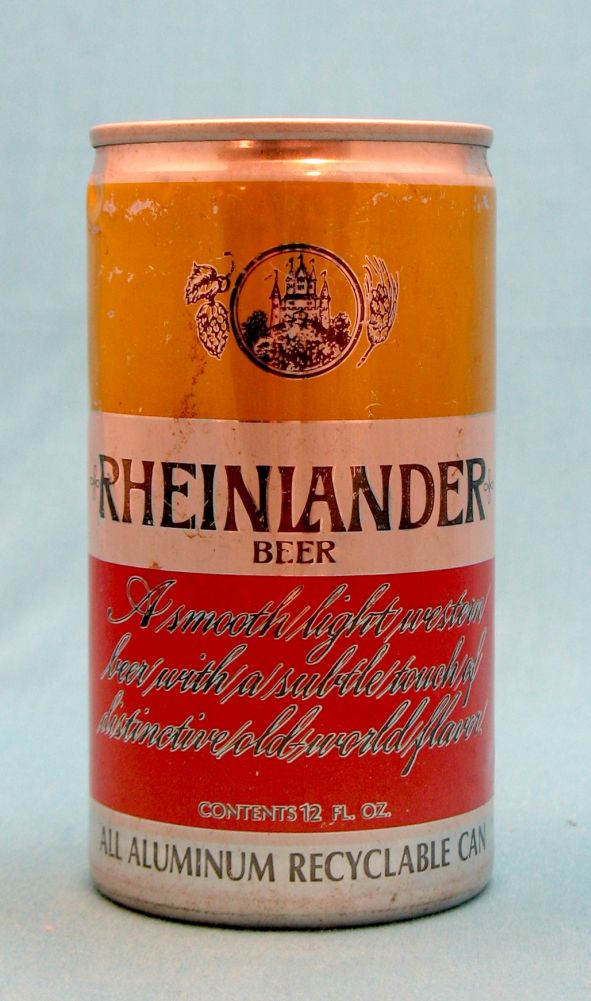 RHEINLANDER
BEER
A smooth light western
beer with a subtle touch of
distinctive old-world flavor.
CONTENTS 12 FL. OZ.
ALL ALUMINUM RECYCLABLE CAN